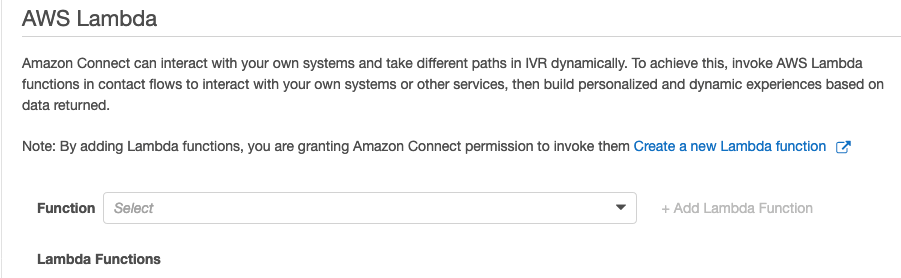 AWS Lambda
Amazon Connect can interact with your own systems and take different paths in IVR dynamically. To achieve this, invoke AWS Lambda
functions in contact flows to interact with your own systems or other services, then build personalized and dynamic experiences based on
data returned.
Note: By adding Lambda functions, you are granting Amazon Connect permission to invoke them Create a new Lambda function
Function Select + Add Lambda Function
Lambda Functions